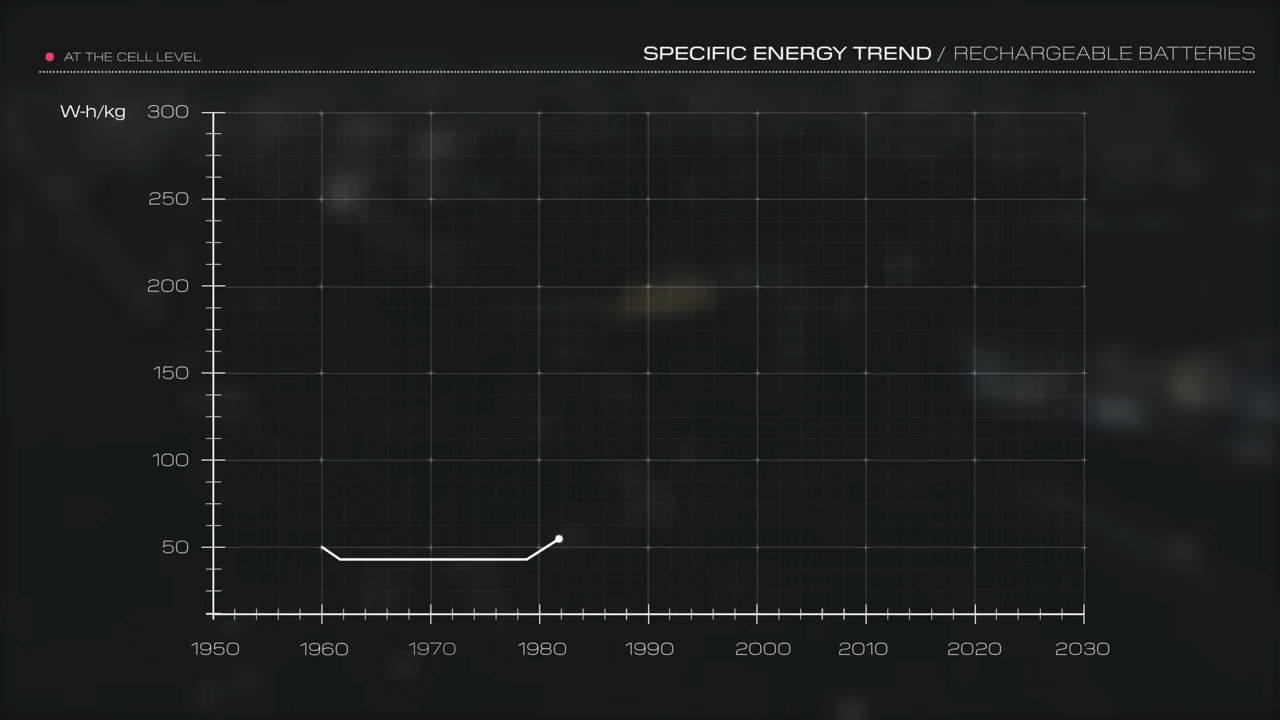 AT THE CELL LEVEL
SPECIFIC ENERGY TREND / RECHARGEABLE BATTERIES
W-h/kg 300
250
200
150
100
50
1950 1960 1970 1980 1990 2000 2010 2020 2030